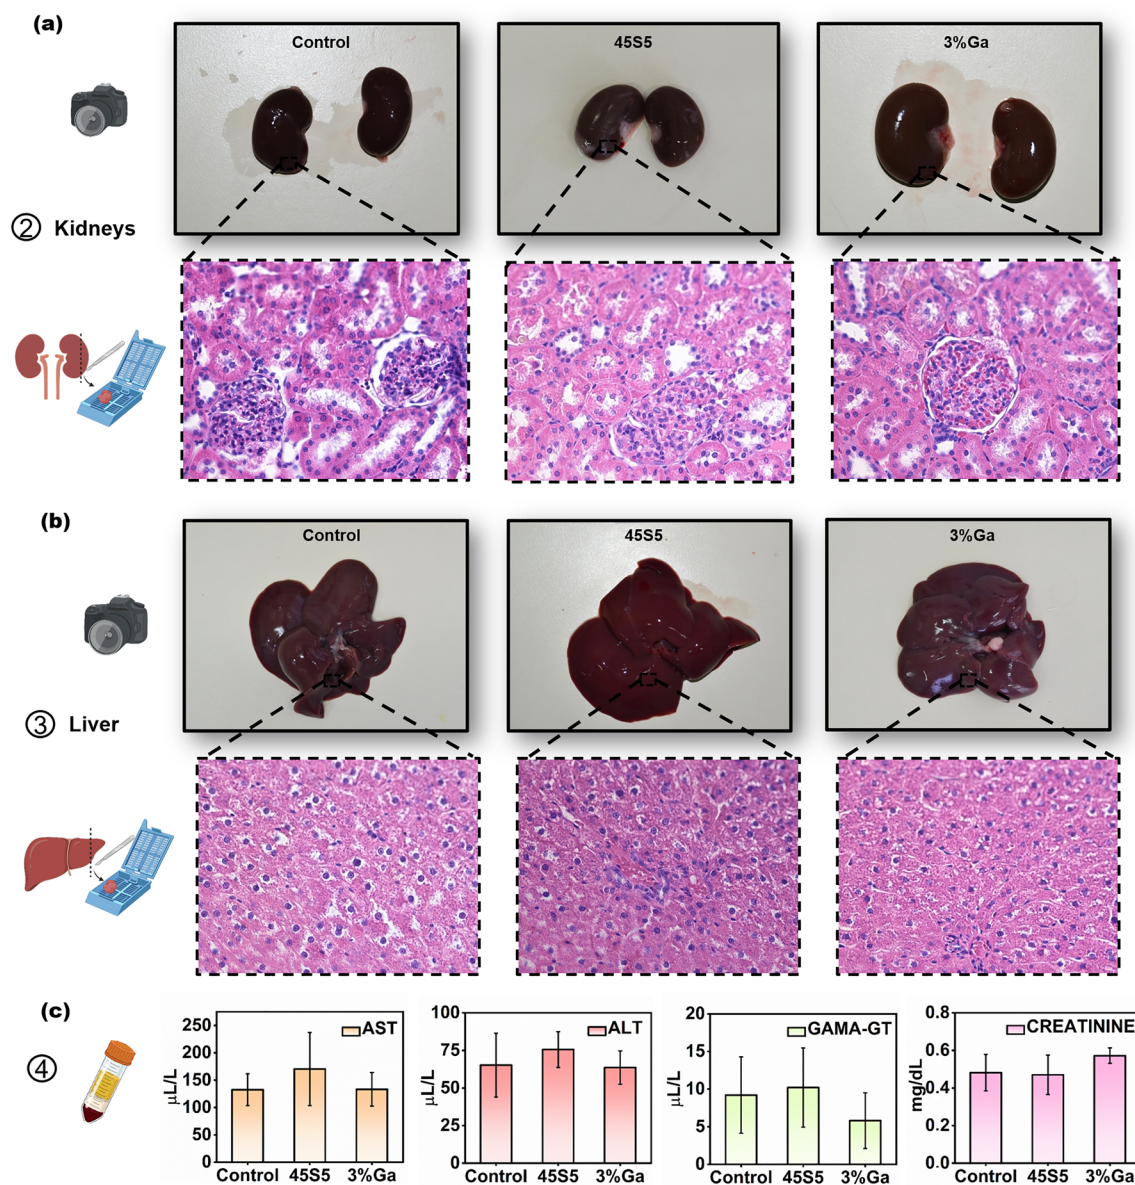 (a)
Control
45S5
3%Ga
② Kidneys
(b)
Control
45S5
3%Ga
③ Liver
(c)
④
250
200
150
100
50
0
μL/L
AST
Control 45S5 3%Ga
100
75
50
25
0
μL/L
ALT
Control 45S5 3%Ga
20
15
10
5
0
μL/L
GAMA-GT
Control 45S5 3%Ga
0.8
0.6
0.4
0.2
0.0
mg/dL
CREATININE
Control 45S5 3%Ga